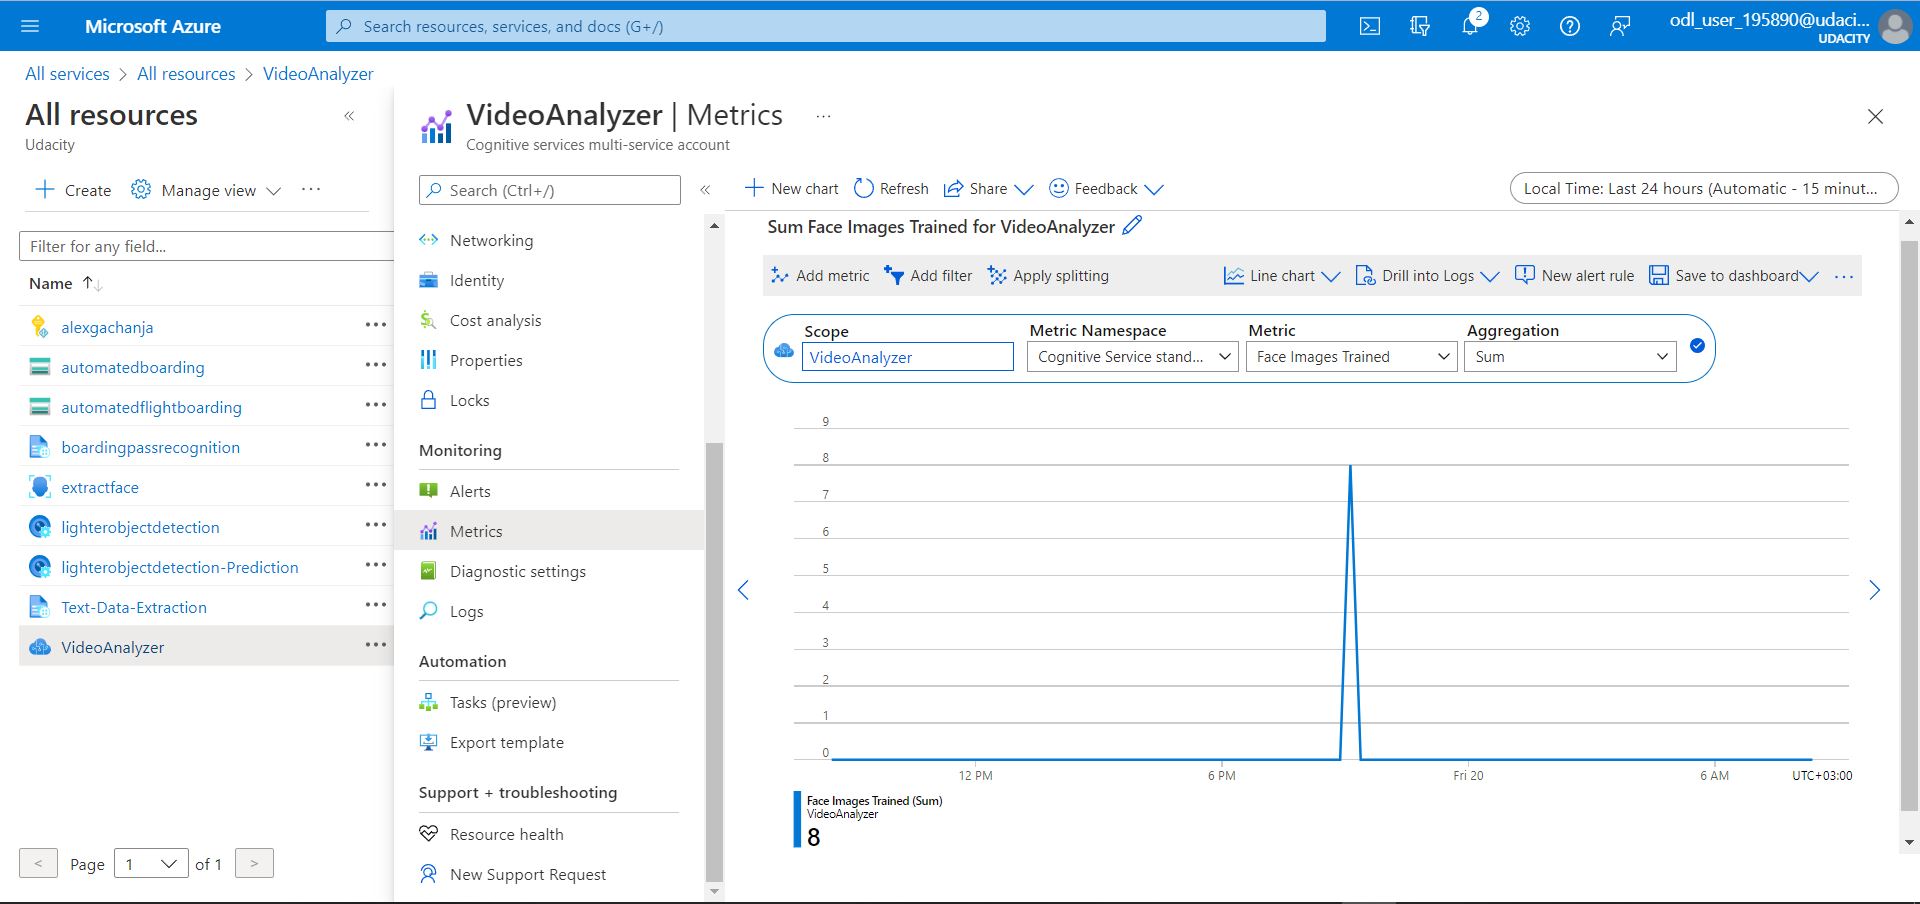 Microsoft Azure
Search resources, services, and docs (G+/)
2
odl_user_195890@udaci...
UDACITY
All services > All resources > VideoAnalyzer
All resources
«
Udacity
Create
Manage view
...
Filter for any field...
Name ↑↓
alexgachanja
automatedboarding
automatedflightboarding
boardingpassrecognition
extractface
lighterobjectdetection
lighterobjectdetection-Prediction
Text-Data-Extraction
VideoAnalyzer
< Page 1 of 1 >
VideoAnalyzer | Metrics ...
Cognitive services multi-service account
Search (Ctrl+/)
«
Networking
Identity
Cost analysis
Properties
Locks
Monitoring
Alerts
Metrics
Diagnostic settings
Logs
Automation
Tasks (preview)
Export template
Support + troubleshooting
Resource health
New Support Request
New chart Refresh Share Feedback
Local Time: Last 24 hours (Automatic - 15 minut...
Sum Face Images Trained for VideoAnalyzer
Add metric Add filter Apply splitting Line chart Drill into Logs New alert rule Save to dashboard ...
Scope Metric Namespace Metric Aggregation
VideoAnalyzer Cognitive Service stand... Face Images Trained Sum
9
8
7
6
5
4
3
2
1
0
12 PM 6 PM Fri 20 6 AM UTC+03:00
Face Images Trained (Sum)
VideoAnalyzer
8